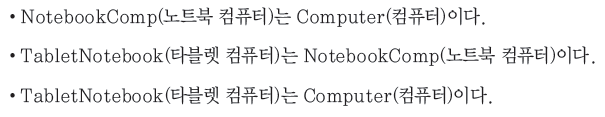 • NotebookComp(노트북 컴퓨터)는 Computer(컴퓨터)이다.
• TabletNotebook(타블렛 컴퓨터)는 NotebookComp(노트북 컴퓨터)이다.
• TabletNotebook(타블렛 컴퓨터)는 Computer(컴퓨터)이다.